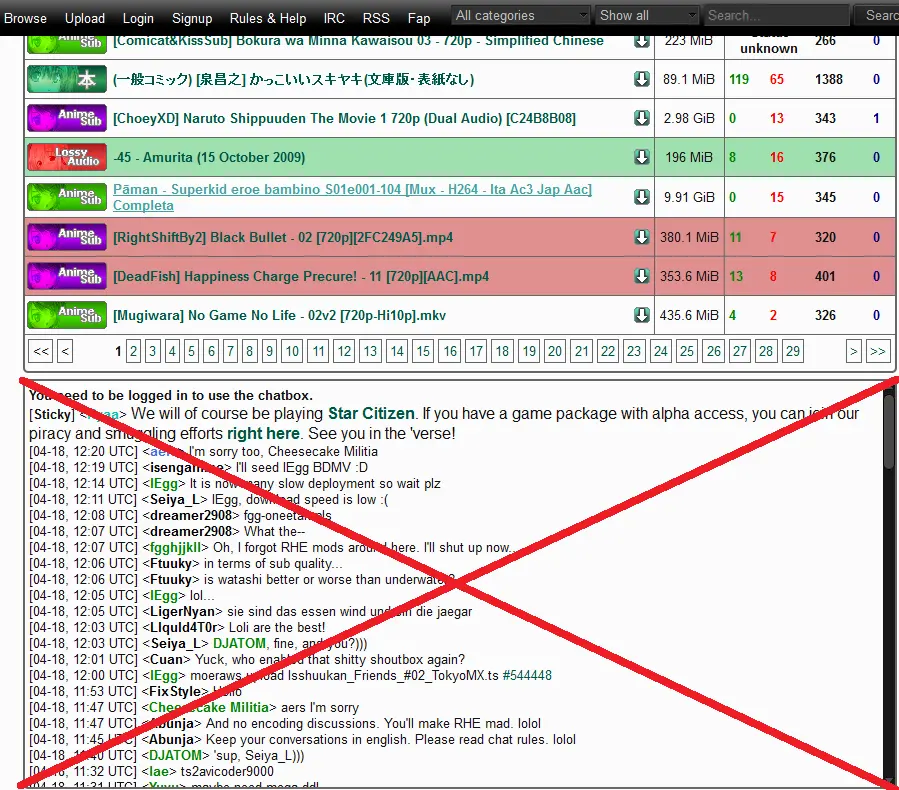 Browse Upload Login Signup Rules & Help IRC RSS Fap All categories Show all Search... Searc
Anime Sub [Comicat&KissSub] Bokura wa Minna Kawaisou 03 - 720p - Simplified Chinese 223 MiB Status unknown 266 0
本 (一般コミック) [泉昌之] かっこいいスキヤキ(文庫版・表紙なし) 89.1 MiB 119 65 1388 0
Anime Sub [ChoeyXD] Naruto Shippuuden The Movie 1 720p (Dual Audio) [C24B8B08] 2.98 GiB 0 13 343 1
Lossy Audio -45 - Amurita (15 October 2009) 196 MiB 8 16 376 0
Anime Sub Pāman - Superkid eroe bambino S01e001-104 [Mux - H264 - Ita Ac3 Jap Aac]
Completa 9.91 GiB 0 15 345 0
Anime Sub [RightShiftBy2] Black Bullet - 02 [720p][2FC249A5].mp4 380.1 MiB 11 7 320 0
Anime Sub [DeadFish] Happiness Charge Precure! - 11 [720p][AAC].mp4 353.6 MiB 13 8 401 0
Anime Sub [Mugiwara] No Game No Life - 02v2 [720p-Hi10p].mkv 435.6 MiB 4 2 326 0
<< < 1 2 3 4 5 6 7 8 9 10 11 12 13 14 15 16 17 18 19 20 21 22 23 24 25 26 27 28 29 > >>
You need to be logged in to use the chatbox.
[Sticky] We will of course be playing Star Citizen. If you have a game package with alpha access, you can join our
piracy and smuggling efforts right here. See you in the 'verse!
[04-18, 12:20 UTC] I'm sorry too, Cheesecake Militia
[04-18, 12:19 UTC] <isengamine> I'll seed IEgg BDMV :D
[04-18, 12:14 UTC] <IEgg> It is now many slow deployment so wait plz
[04-18, 12:11 UTC] <Seiya_L> IEgg, download speed is low :(
[04-18, 12:08 UTC] <dreamer2908>
[04-18, 12:07 UTC] <dreamer2908> What the--
[04-18, 12:07 UTC] <fgghjjkll> Oh, I forgot RHE mods around here. I'll shut up now...
[04-18, 12:06 UTC] <Ftuuky> in terms of sub quality...
[04-18, 12:06 UTC] <Ftuuky> is watashi better or worse than underwater?
[04-18, 12:05 UTC] <IEgg> lol...
[04-18, 12:05 UTC] <LigerNyan> sie sind das essen wind und sin die jaegar
[04-18, 12:03 UTC] <LIquId4T0r> Loli are the best!
[04-18, 12:03 UTC] <Seiya_L> DJATOM, fine, and you?)))
[04-18, 12:01 UTC] <Cuan> Yuck, who enabled that shitty shoutbox again?
[04-18, 12:00 UTC] <IEgg> moeraws upload Isshuukan_Friends_#02_TokyoMX.ts #544448
[04-18, 11:53 UTC] <FixStyle> Hello
[04-18, 11:47 UTC] <Cheesecake Militia> aers I'm sorry
[04-18, 11:47 UTC] <Abunja> And no encoding discussions. You'll make RHE mad. lolol
[04-18, 11:45 UTC] <Abunja> Keep your conversations in english. Please read chat rules. lolol
[04-18, 11:40 UTC] <DJATOM> 'sup, Seiya_L)))
[04-18, 11:32 UTC] <lae> ts2avicoder9000
[04-18, 11:31 UTC] <Yuyu> maybe need mega ddl